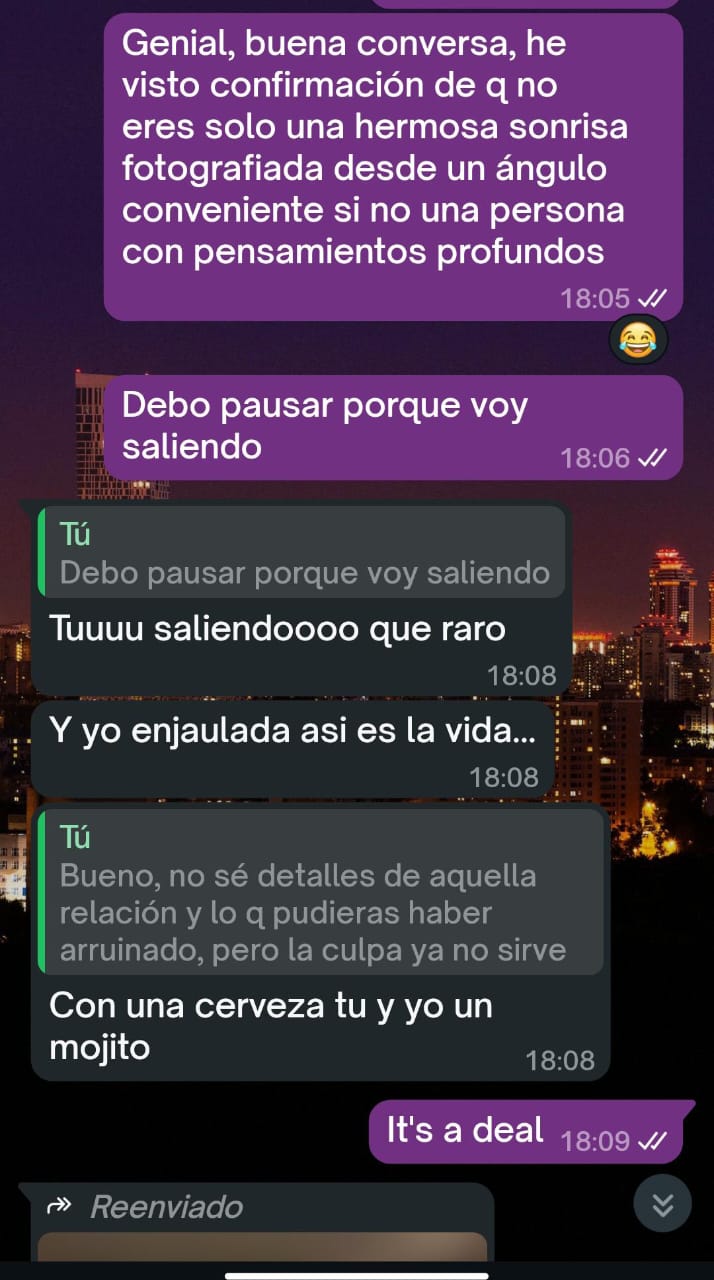 Genial, buena conversa, he
visto confirmación de q no
eres solo una hermosa sonrisa
fotografiada desde un ángulo
conveniente si no una persona
con pensamientos profundos
18:05
Debo pausar porque voy
saliendo
18:06
Tú
Debo pausar porque voy saliendo
Tuuuu saliendoooo que raro
18:08
Y yo enjaulada asi es la vida...
18:08
Tú
Bueno, no sé detalles de aquella
relación y lo q pudieras haber
arruinado, pero la culpa ya no sirve
Con una cerveza tu y yo un
mojito
18:08
It's a deal 18:09
Reenviado